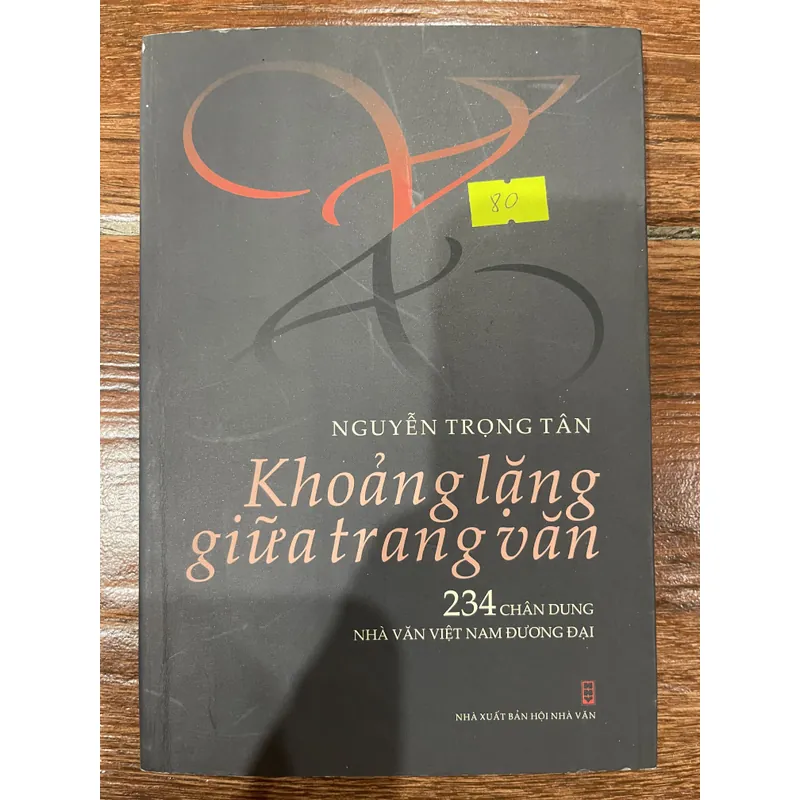 80
NGUYỄN TRỌNG TÂN
Khoảng lặng
giữa trang văn
234 CHÂN DUNG
NHÀ VĂN VIỆT NAM ĐƯƠNG ĐẠI
NHÀ XUẤT BẢN HỘI NHÀ VĂN